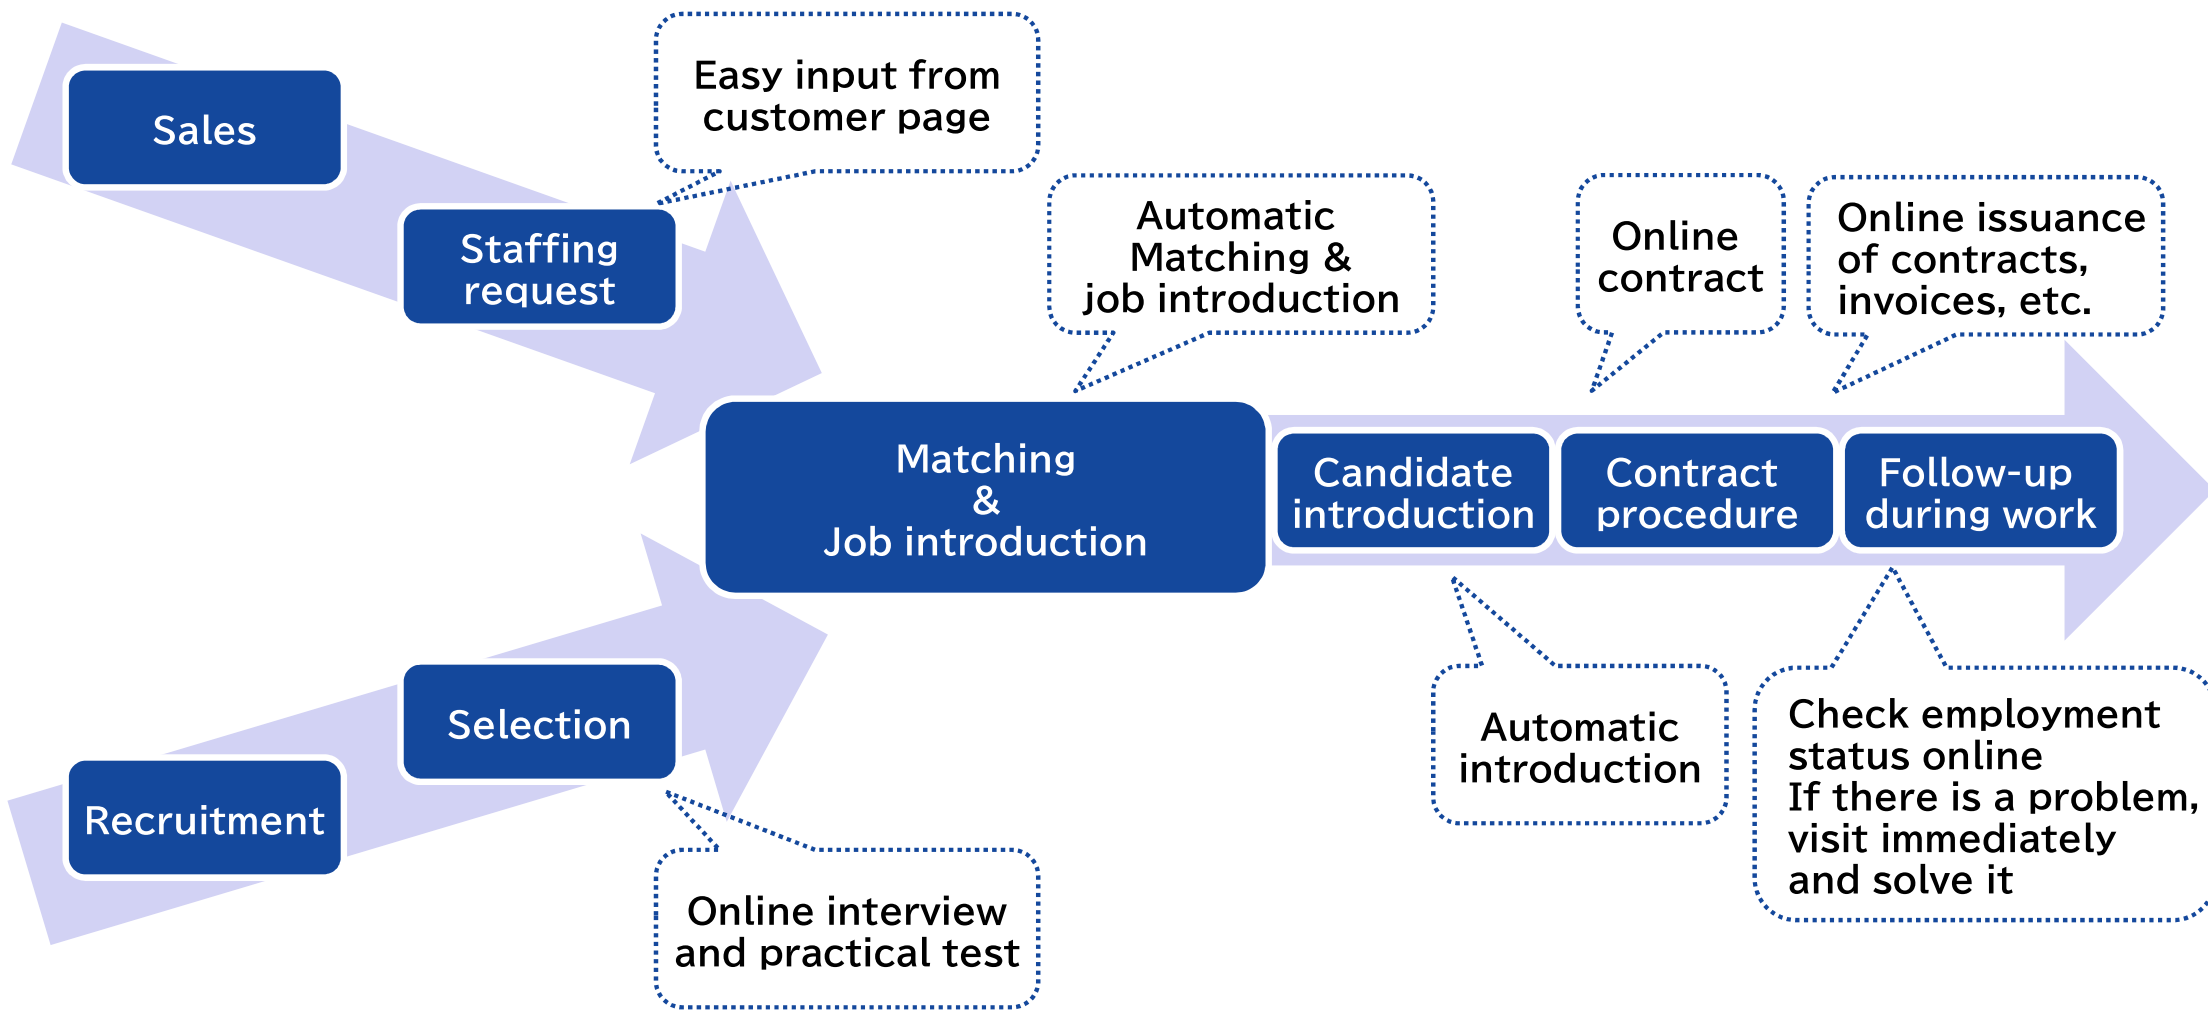 Sales
Easy input from
customer page
Staffing
request
Automatic
Matching &
job introduction
Online
contract
Online issuance
of contracts,
invoices, etc.
Matching
&
Job introduction
Candidate
introduction
Contract
procedure
Follow-up
during work
Recruitment
Selection
Online interview
and practical test
Automatic
introduction
Check employment
status online
If there is a problem,
visit immediately
and solve it